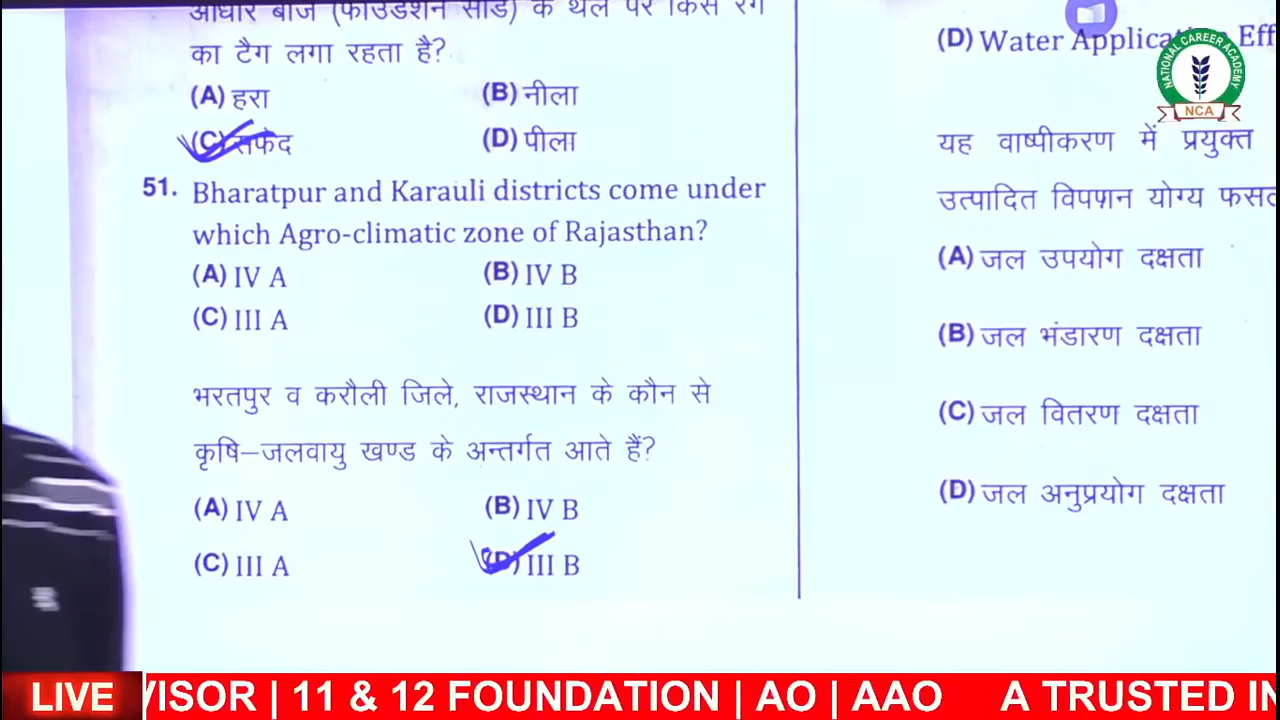 आधार बीज (फाउंडेशन सीड) के थैले पर किस रंग
का टैग लगा रहता है?
(A) हरा
(B) नीला
(C) सफेद
(D) पीला
51. Bharatpur and Karauli districts come under
which Agro-climatic zone of Rajasthan?
(A) IV A
(B) IV B
(C) III A
(D) III B
भरतपुर व करौली जिले, राजस्थान के कौन से
कृषि–जलवायु खण्ड के अन्तर्गत आते हैं?
(A) IV A
(B) IV B
(C) III A
(D) III B
(D) Water
यह वाष्पीकरण में प्रयुक्त
उत्पादित विपणन योग्य
(A) जल उपयोग दक्षता
(B) जल भंडारण दक्षता
(C) जल वितरण दक्षता
(D) जल अनुप्रयोग दक्षता
NATIONAL CAREER ACADEMY
NCA
LIVE
VISOR | 11 & 12 FOUNDATION | AO | AAO A TRUSTED IN